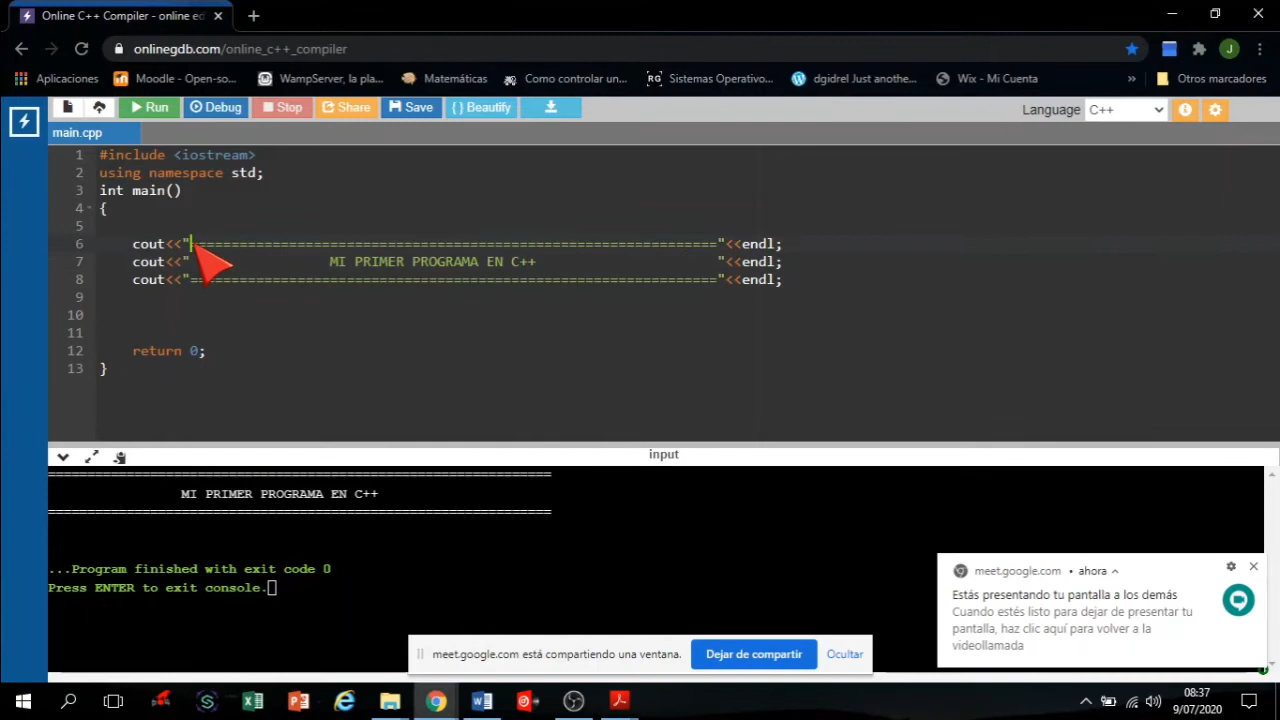 Online C++ Compiler - online ed
onlinegdb.com/online_c++_compiler
J
Aplicaciones
Moodle - Open-so...
WampServer, la pla...
Matemáticas
Como controlar un...
RG
Sistemas Operativo...
dgidrel Just anothe...
Wix - Mi Cuenta
»
Otros marcadores
Run
Debug
Stop
Share
Save
{ } Beautify
Language
C++
main.cpp
1 #include <iostream>
2 using namespace std;
3 int main()
4 {
5
6 cout<<"================================================================"<<endl;
7 cout<<" MI PRIMER PROGRAMA EN C++ "<<endl;
8 cout<<"================================================================"<<endl;
9
10
11
12 return 0;
13 }
input
================================================================
MI PRIMER PROGRAMA EN C++
================================================================
...Program finished with exit code 0
Press ENTER to exit console.
meet.google.com • ahora
Estás presentando tu pantalla a los demás
Cuando estés listo para dejar de presentar tu
pantalla, haz clic aquí para volver a la
videollamada
meet.google.com está compartiendo una ventana.
Dejar de compartir
Ocultar
08:37
9/07/2020